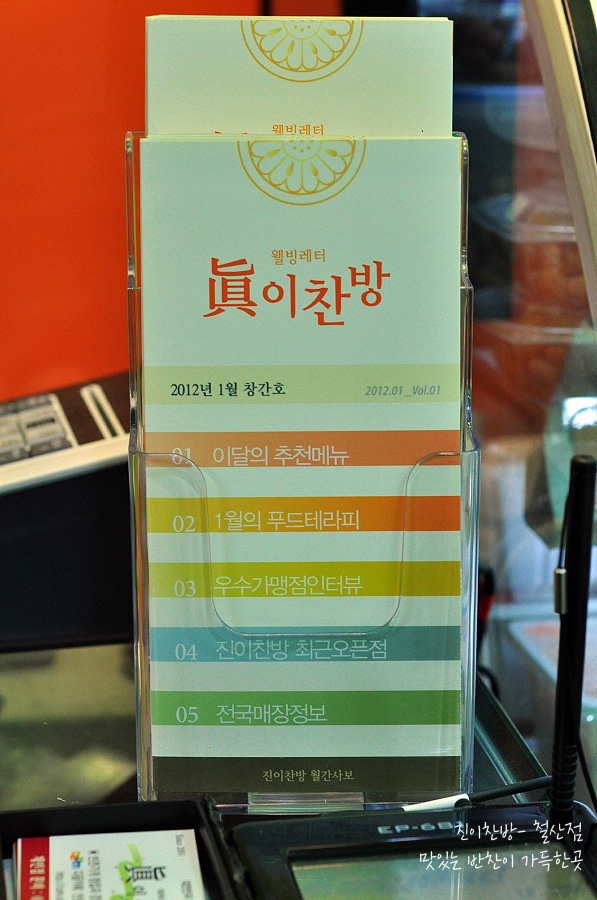 웰빙레터
웰빙레터
眞이찬방
2012년 1월 창간호 2012.01 _Vol.01
01 이달의 추천메뉴
02 1월의 푸드테라피
03 우수가맹점인터뷰
04 진이찬방 최근오픈점
05 전국매장정보
진이찬방 월간사보
眞이
진이찬방- 철산점
맛있는 반찬이 가득한곳